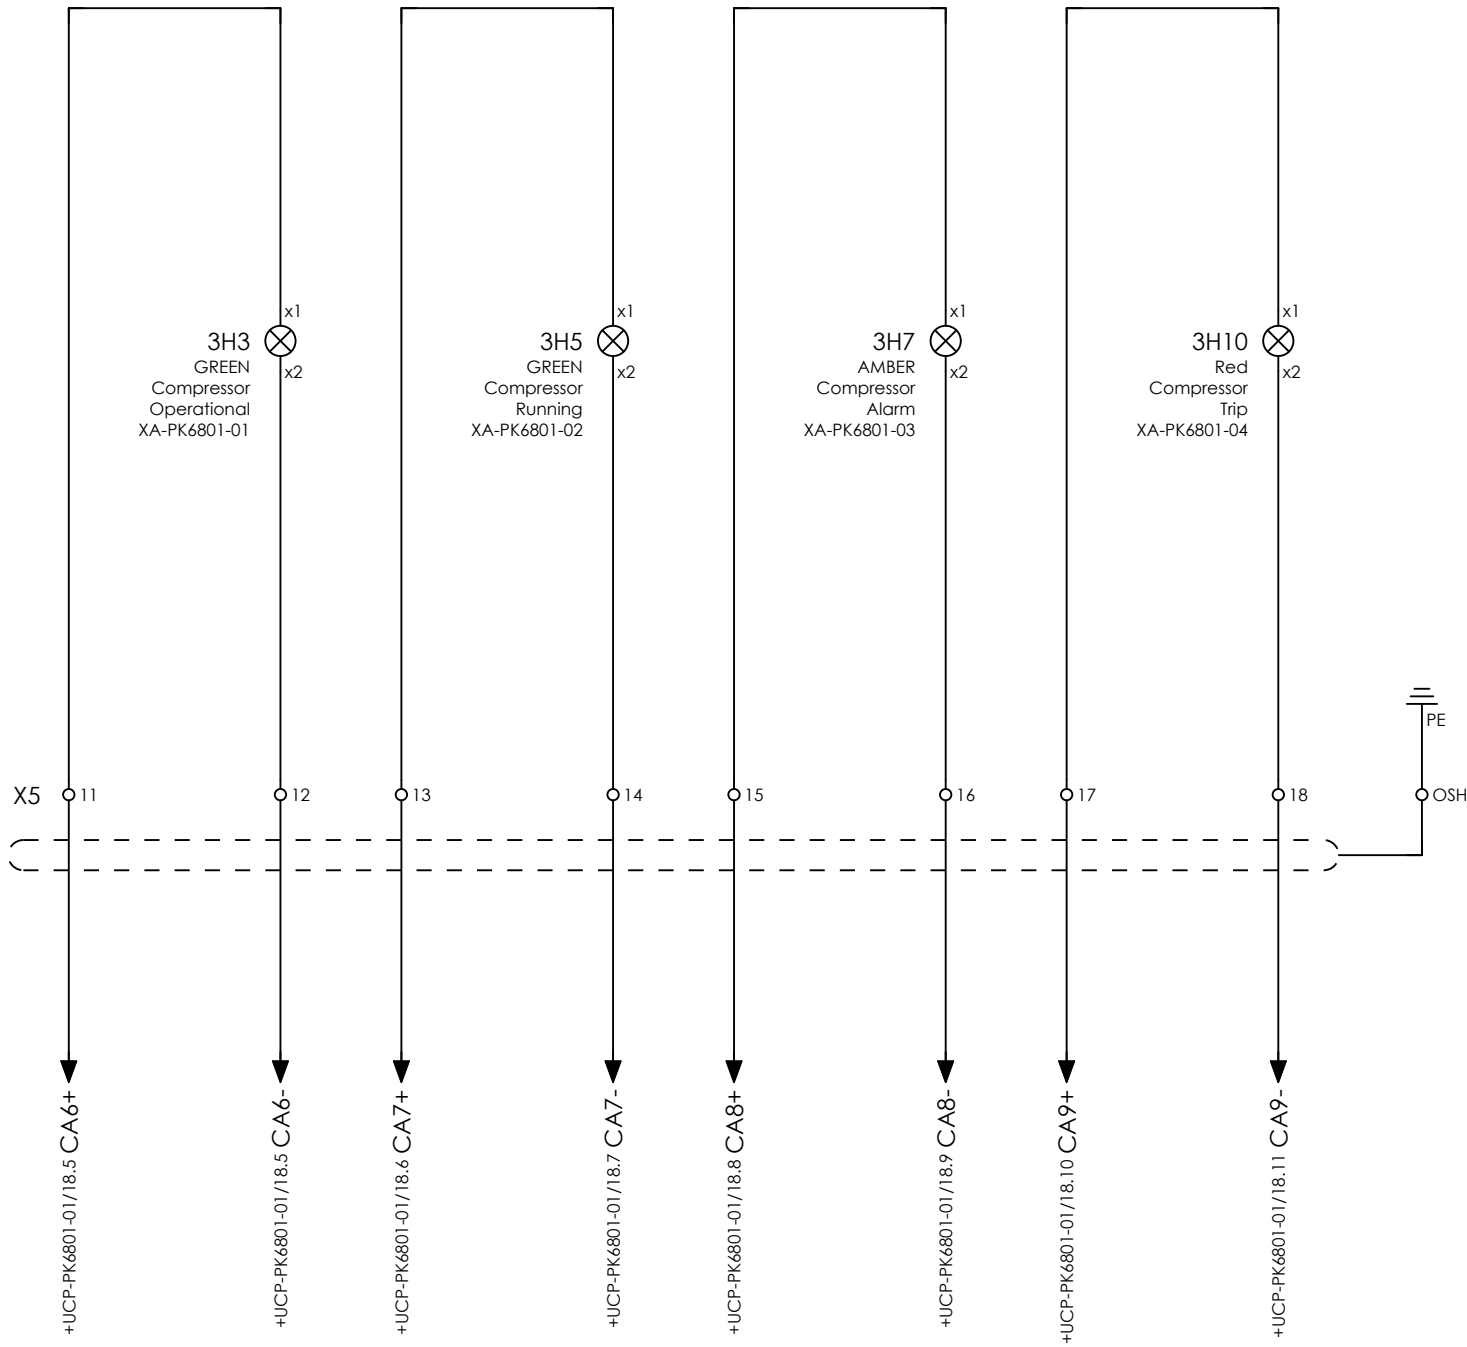 x1
3H3
GREEN
Compressor
Operational
XA-PK6801-01
x2
x1
3H5
GREEN
Compressor
Running
XA-PK6801-02
x2
x1
3H7
AMBER
Compressor
Alarm
XA-PK6801-03
x2
x1
3H10
Red
Compressor
Trip
XA-PK6801-04
x2
PE
X5 11 12 13 14 15 16 17 18 OSH
+UCP-PK6801-01/18.5 CA6+
+UCP-PK6801-01/18.5 CA6-
+UCP-PK6801-01/18.6 CA7+
+UCP-PK6801-01/18.7 CA7-
+UCP-PK6801-01/18.8 CA8+
+UCP-PK6801-01/18.9 CA8-
+UCP-PK6801-01/18.10 CA9+
+UCP-PK6801-01/18.11 CA9-